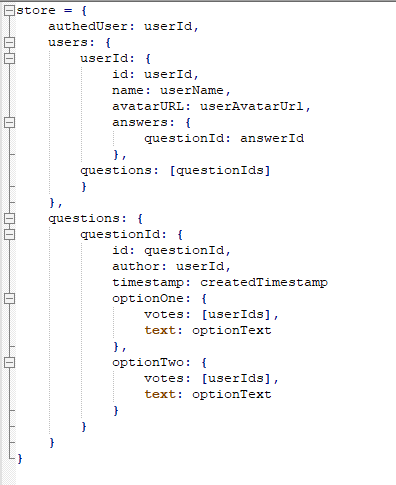 store = {
    authedUser: userId,
    users: {
        userId: {
            id: userId,
            name: userName,
            avatarURL: userAvatarUrl,
            answers: {
                questionId: answerId
            },
        questions: [questionIds]
        }
    },
    questions: {
        questionId: {
            id: questionId,
            author: userId,
            timestamp: createdTimestamp
            optionOne: {
                votes: [userIds],
                text: optionText
            },
            optionTwo: {
                votes: [userIds],
                text: optionText
            }
        }
    }
}